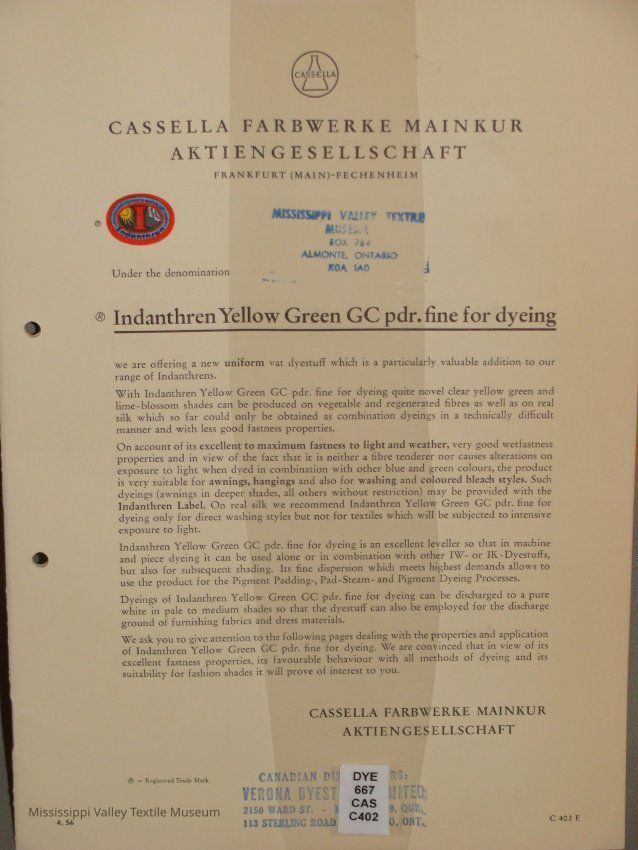 CASSELLA
CASSELLA FARBWERKE MAINKUR
AKTIENGESELLSCHAFT
FRANKFURT (MAIN)-FECHENHEIM
®
I
Indanthren
MISSISSIPPI VALLEY TEXTILE
MUSEUM
BOX 784
ALMONTE, ONTARIO
K0A 1A0
Under the denomination
® Indanthren Yellow Green GC pdr. fine for dyeing
we are offering a new uniform vat dyestuff which is a particularly valuable addition to our
range of Indanthrens.
With Indanthren Yellow Green GC pdr. fine for dyeing quite novel clear yellow green and
lime-blossom shades can be produced on vegetable and regenerated fibres as well as on real
silk which so far could only be obtained as combination dyeings in a technically difficult
manner and with less good fastness properties.
On account of its excellent to maximum fastness to light and weather, very good wetfastness
properties and in view of the fact that it is neither a fibre tenderer nor causes alterations on
exposure to light when dyed in combination with other blue and green colours, the product
is very suitable for awnings, hangings and also for washing and coloured bleach styles. Such
dyeings (awnings in deeper shades, all others without restriction) may be provided with the
Indanthren Label. On real silk we recommend Indanthren Yellow Green GC pdr. fine for
dyeing only for direct washing styles but not for textiles which will be subjected to intensive
exposure to light.
Indanthren Yellow Green GC pdr. fine for dyeing is an excellent leveller so that in machine
and piece dyeing it can be used alone or in combination with other IW- or IK-Dyestuffs,
but also for subsequent shading. Its fine dispersion which meets highest demands allows to
use the product for the Pigment Padding-, Pad-Steam- and Pigment Dyeing Processes.
Dyeings of Indanthren Yellow Green GC pdr. fine for dyeing can be discharged to a pure
white in pale to medium shades so that the dyestuff can also be employed for the discharge
ground of furnishing fabrics and dress materials.
We ask you to give attention to the following pages dealing with the properties and application
of Indanthren Yellow Green GC pdr. fine for dyeing. We are convinced that in view of its
excellent fastness properties, its favourable behaviour with all methods of dyeing and its
suitability for fashion shades it will prove of interest to you.
CASSELLA FARBWERKE MAINKUR
AKTIENGESELLSCHAFT
® = Registered Trade Mark
CANADIAN
VERONA
2150 WARD ST. - QUE.
113 STERLING ROAD ONT.
DYE
667
CAS
C402
Mississippi Valley Textile Museum
4. 56
C 402 E